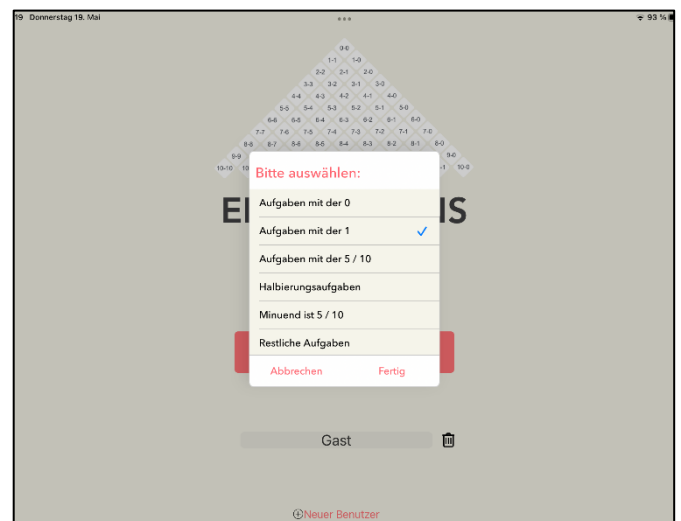 19 Donnerstag 19. Mai
93 %
0-0
1-1 1-0
2-2 2-1 2-0
3-3 3-2 3-1 3-0
4-4 4-3 4-2 4-1 4-0
5-5 5-4 5-3 5-2 5-1 5-0
6-6 6-5 6-4 6-3 6-2 6-1 6-0
7-7 7-6 7-5 7-4 7-3 7-2 7-1 7-0
8-8 8-7 8-6 8-5 8-4 8-3 8-2 8-1 8-0
9-9 9-0
10-10 10 -1 10-0
Bitte auswählen:
Aufgaben mit der 0
Aufgaben mit der 1
Aufgaben mit der 5 / 10
Halbierungsaufgaben
Minuend ist 5 / 10
Restliche Aufgaben
Abbrechen Fertig
Gast
Neuer Benutzer